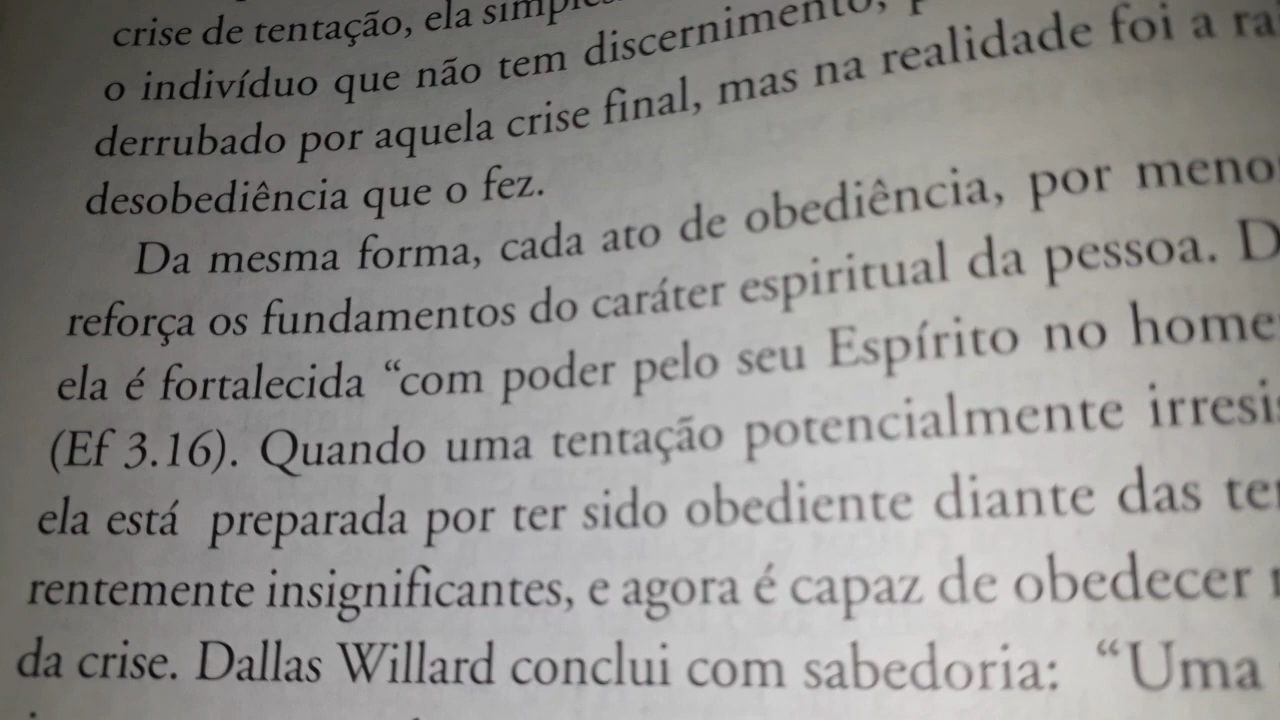 crise de tentação, ela
o indivíduo que não tem discernimento,
derrubado por aquela crise final, mas na realidade foi a
desobediência que o fez.
Da mesma forma, cada ato de obediência, por
reforça os fundamentos do caráter espiritual da pessoa.
ela é fortalecida “com poder pelo seu Espírito no
(Ef 3.16). Quando uma tentação potencialmente
ela está preparada por ter sido obediente diante das
rentemente insignificantes, e agora é capaz de obedecer
da crise. Dallas Willard conclui com sabedoria: “Uma